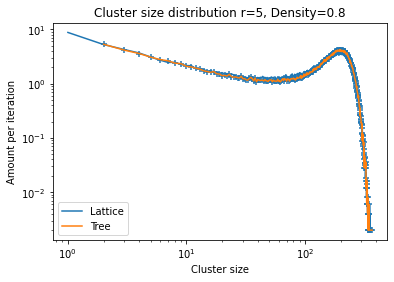 Cluster size distribution r=5, Density=0.8
Amount per iteration
10¹
10⁰
10⁻¹
10⁻²
Lattice
Tree
10⁰ 10¹ 10²
Cluster size